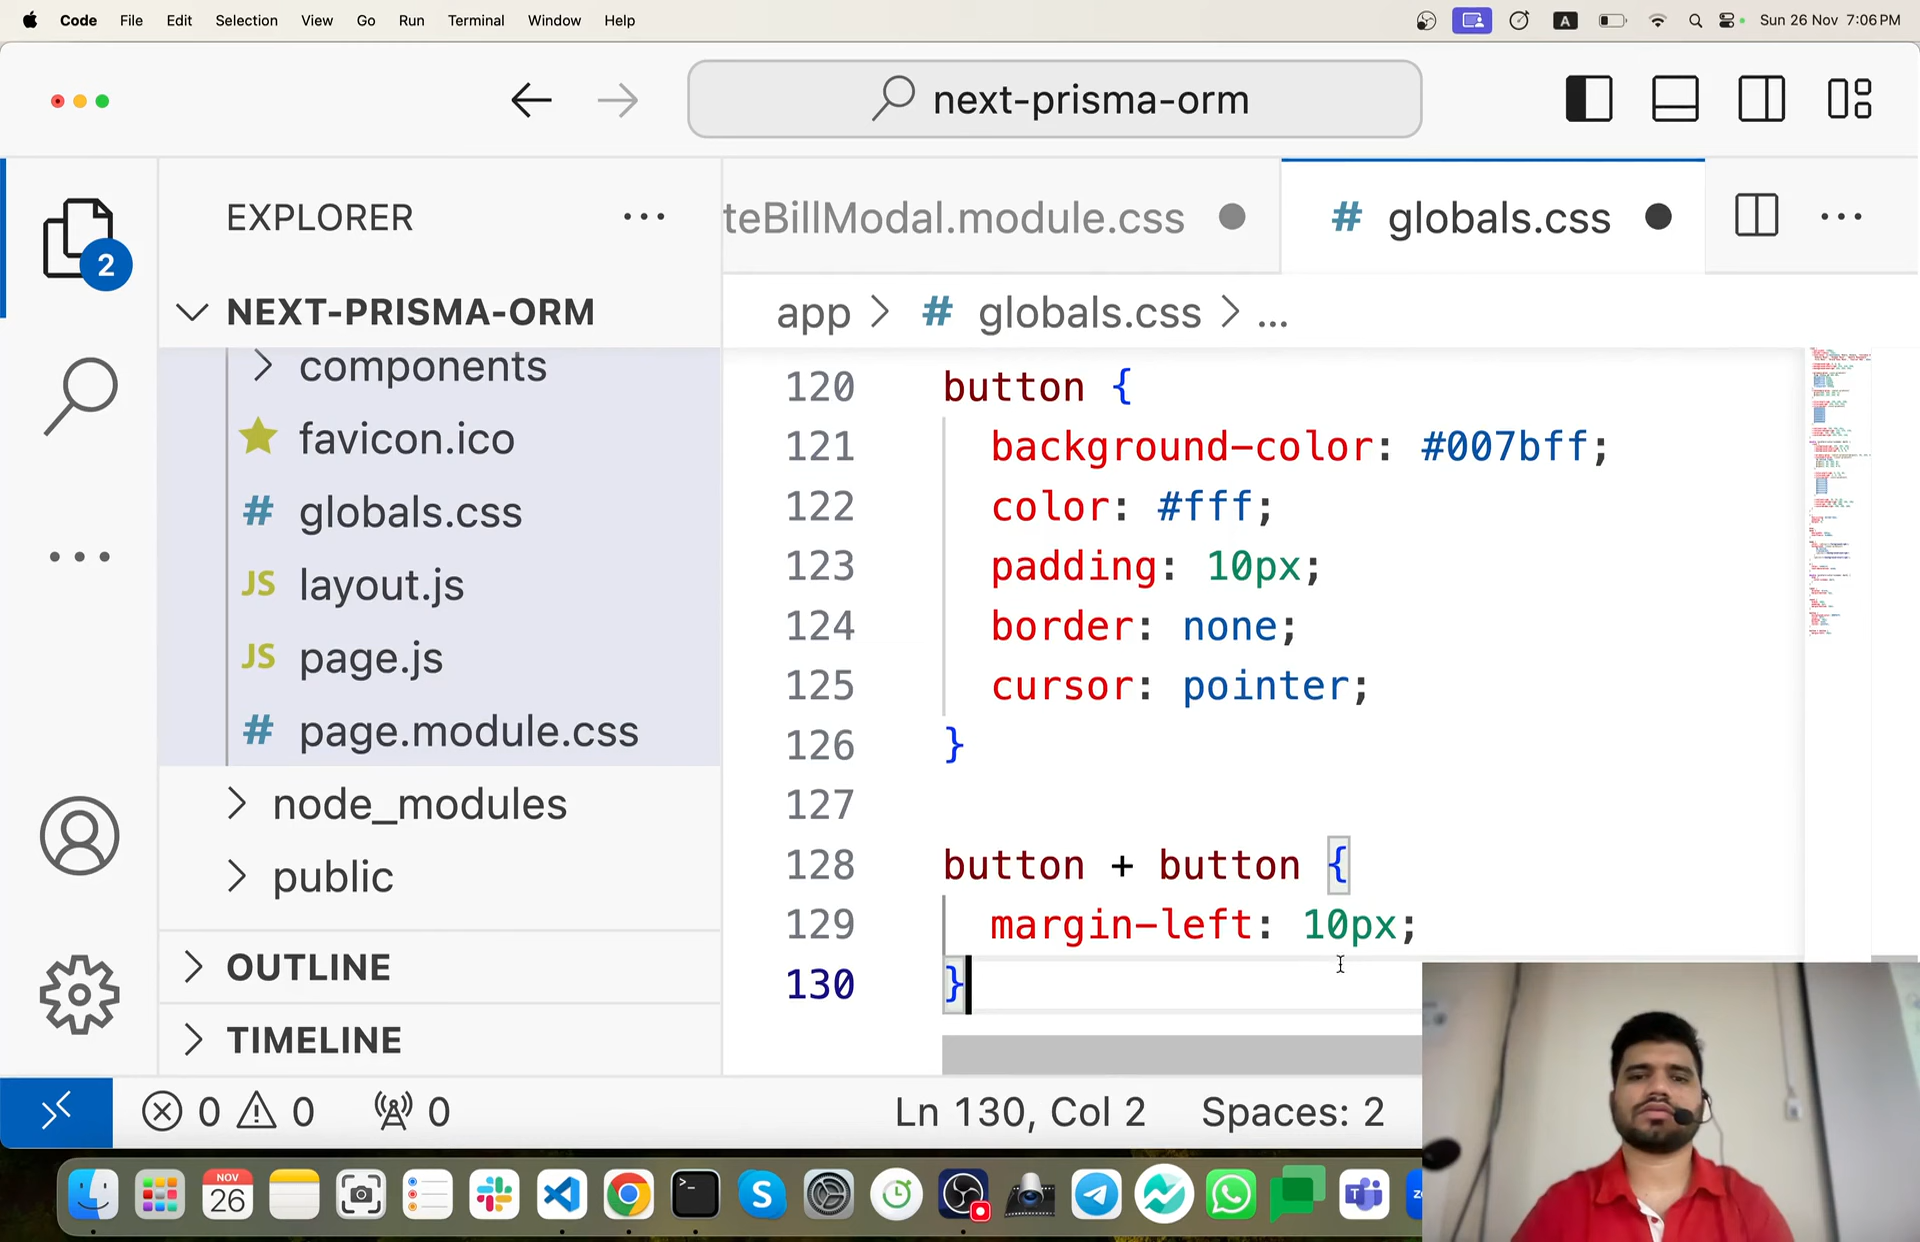 Code File Edit Selection View Go Run Terminal Window Help A Sun 26 Nov 7:06 PM
next-prisma-orm
2
EXPLORER
teBillModal.module.css
# globals.css
NEXT-PRISMA-ORM
app > # globals.css > ...
components
favicon.ico
# globals.css
JS layout.js
JS page.js
# page.module.css
node_modules
public
OUTLINE
TIMELINE
120 button {
121 background-color: #007bff;
122 color: #fff;
123 padding: 10px;
124 border: none;
125 cursor: pointer;
126 }
127
128 button + button {
129 margin-left: 10px;
130 }
0 0 0 Ln 130, Col 2 Spaces: 2
NOV
26
S
T